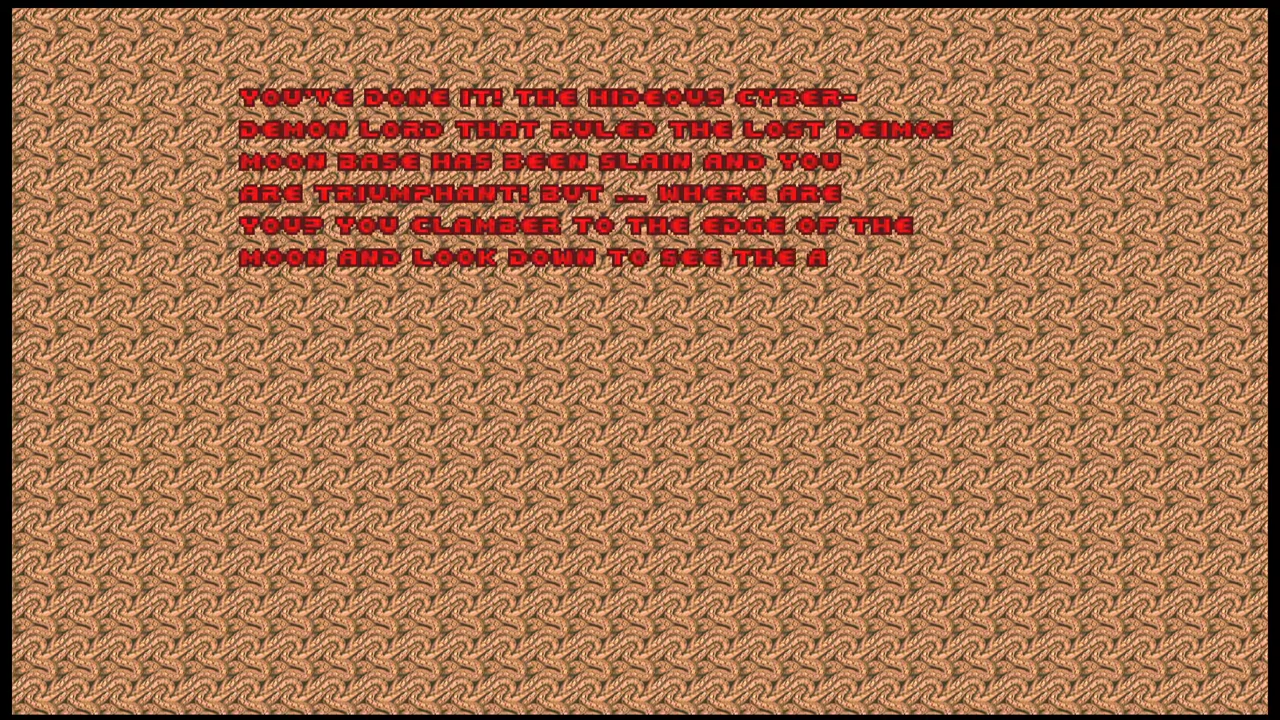 YOU'VE DONE IT! THE HIDEOUS CYBER-
DEMON LORD THAT RULED THE LOST DEIMOS
MOON BASE HAS BEEN SLAIN AND YOU
ARE TRIUMPHANT! BUT ... WHERE ARE
YOU? YOU CLAMBER TO THE EDGE OF THE
MOON AND LOOK DOWN TO SEE THE A